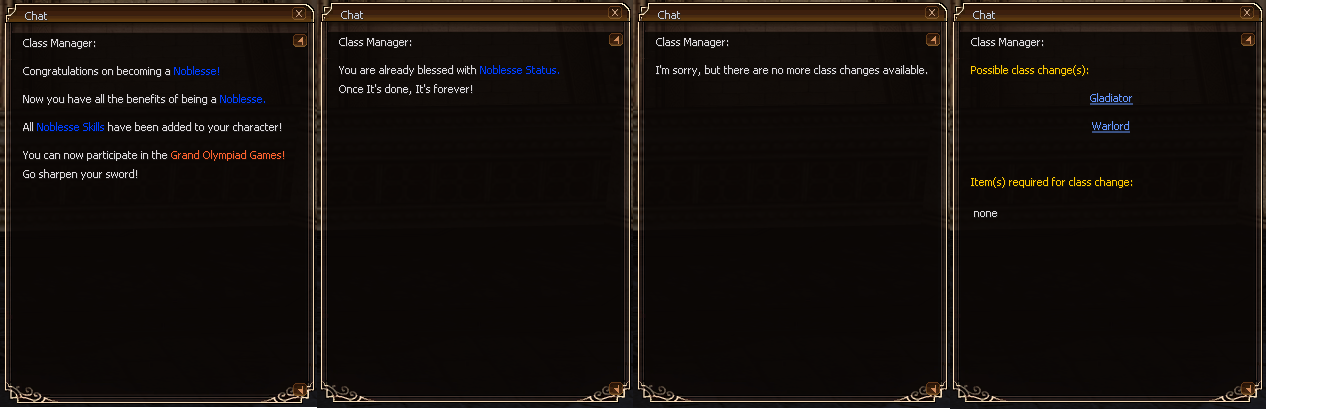 Chat
Class Manager:
Congratulations on becoming a Noblesse!
Now you have all the benefits of being a Noblesse.
All Noblesse Skills have been added to your character!
You can now participate in the Grand Olympiad Games!
Go sharpen your sword!
Chat
Class Manager:
You are already blessed with Noblesse Status.
Once It's done, It's forever!
Chat
Class Manager:
I'm sorry, but there are no more class changes available.
Chat
Class Manager:
Possible class change(s):
Gladiator
Warlord
Item(s) required for class change:
none